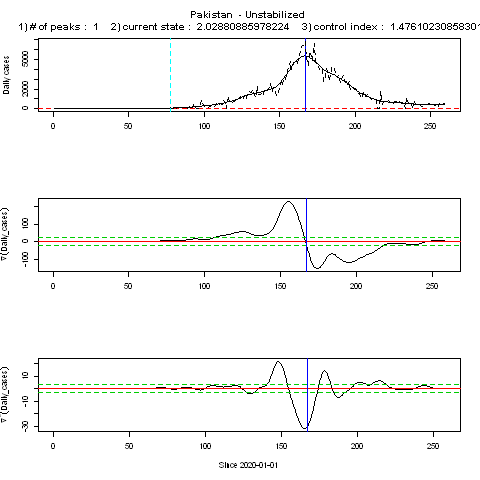 Pakistan - Unstabilized
1) # of peaks : 1 2) current state : 2.02880885978224 3) control index : 1.4761023085830
Daily cases
0 2000 6000
0 50 100 150 200 250
∇(Daily_cases)
-100 0 100
0 50 100 150 200 250
∇(Daily_cases)
-30 -10 10
0 50 100 150 200 250
Since 2020-01-01